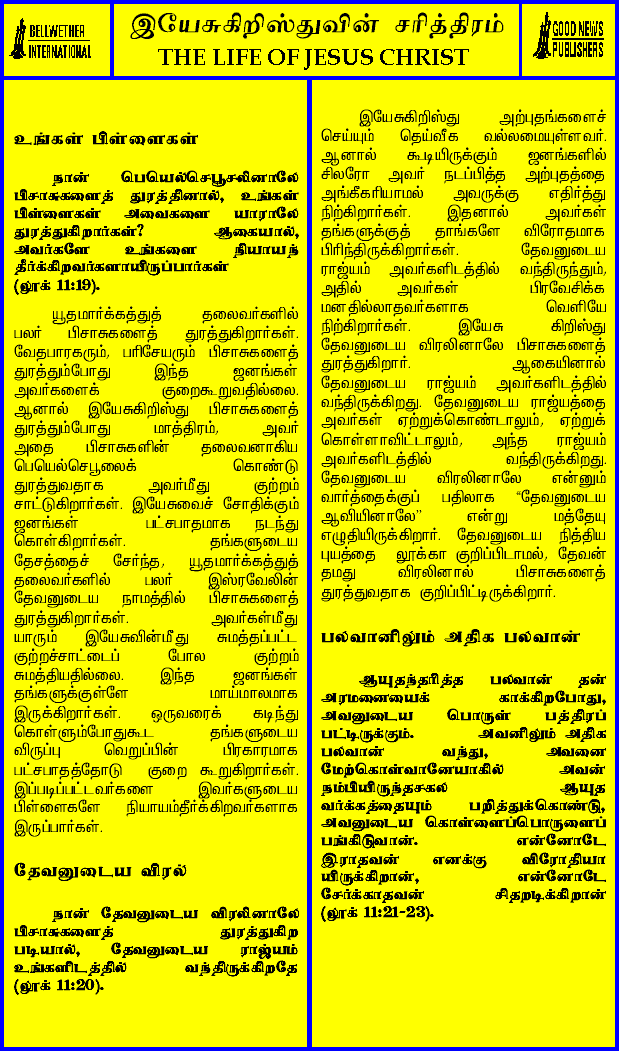 BELLWETHER
INTERNATIONAL
இயேசுகிறிஸ்துவின் சரித்திரம்
THE LIFE OF JESUS CHRIST
GOOD NEWS
PUBLISHERS
உங்கள் பிள்ளைகள்
நான் பெயெல்செபூசலினாலே
பிசாசுகளைத் துரத்தினால், உங்கள்
பிள்ளைகள் அவைகளை யாராலே
துரத்துகிறார்கள்? ஆகையால்,
அவர்களே உங்களை நியாயந்
தீர்க்கிறவர்களாயிருப்பார்கள்
(லூக் 11:19).
யூதமார்க்கத்துத் தலைவர்களில்
பலர் பிசாசுகளைத் துரத்துகிறார்கள்.
வேதபாரகரும், பரிசேயரும் பிசாசுகளைத்
துரத்தும்போது இந்த ஜனங்கள்
அவர்களைக் குறைகூறுவதில்லை.
ஆனால் இயேசுகிறிஸ்து பிசாசுகளைத்
துரத்தும்போது மாத்திரம், அவர்
அதை பிசாசுகளின் தலைவனாகிய
பெயெல்செபூலைக் கொண்டு
துரத்துவதாக அவர்மீது குற்றம்
சாட்டுகிறார்கள். இயேசுவைச் சோதிக்கும்
ஜனங்கள் பட்சபாதமாக நடந்து
கொள்கிறார்கள். தங்களுடைய
தேசத்தைச் சேர்ந்த, யூதமார்க்கத்துத்
தலைவர்களில் பலர் இஸ்ரவேலின்
தேவனுடைய நாமத்தில் பிசாசுகளைத்
துரத்துகிறார்கள். அவர்கள்மீது
யாரும் இயேசுவின்மீது சுமத்தப்பட்ட
குற்றச்சாட்டைப் போல குற்றம்
சுமத்தியதில்லை. இந்த ஜனங்கள்
தங்களுக்குள்ளே மாய்மாலமாக
இருக்கிறார்கள். ஒருவரைக் கடிந்து
கொள்ளும்போதுகூட தங்களுடைய
விருப்பு வெறுப்பின் பிரகாரமாக
பட்சபாதத்தோடு குறை கூறுகிறார்கள்.
இப்படிப்பட்டவர்களை இவர்களுடைய
பிள்ளைகளே நியாயம்தீர்க்கிறவர்களாக
இருப்பார்கள்.
தேவனுடைய விரல்
நான் தேவனுடைய விரலினாலே
பிசாசுகளைத் துரத்துகிற
படியால், தேவனுடைய ராஜ்யம்
உங்களிடத்தில் வந்திருக்கிறதே
(லூக் 11:20).
இயேசுகிறிஸ்து அற்புதங்களைச்
செய்யும் தெய்வீக வல்லமையுள்ளவர்.
ஆனால் கூடியிருக்கும் ஜனங்களில்
சிலரோ அவர் நடப்பித்த அற்புதத்தை
அங்கீகரியாமல் அவருக்கு எதிர்த்து
நிற்கிறார்கள். இதனால் அவர்கள்
தங்களுக்குத் தாங்களே விரோதமாக
பிரிந்திருக்கிறார்கள். தேவனுடைய
ராஜ்யம் அவர்களிடத்தில் வந்திருந்தும்,
அதில் அவர்கள் பிரவேசிக்க
மனதில்லாதவர்களாக வெளியே
நிற்கிறார்கள். இயேசு கிறிஸ்து
தேவனுடைய விரலினாலே பிசாசுகளைத்
துரத்துகிறார். ஆகையினால்
தேவனுடைய ராஜ்யம் அவர்களிடத்தில்
வந்திருக்கிறது. தேவனுடைய ராஜ்யத்தை
அவர்கள் ஏற்றுக்கொண்டாலும், ஏற்றுக்
கொள்ளாவிட்டாலும், அந்த ராஜ்யம்
அவர்களிடத்தில் வந்திருக்கிறது.
தேவனுடைய விரலினாலே என்னும்
வார்த்தைக்குப் பதிலாக “தேவனுடைய
ஆவியினாலே” என்று மத்தேயு
எழுதியிருக்கிறார். தேவனுடைய நித்திய
புயத்தை லூக்கா குறிப்பிடாமல், தேவன்
தமது விரலினால் பிசாசுகளைத்
துரத்துவதாக குறிப்பிட்டிருக்கிறார்.
பலவானிலும் அதிக பலவான்
ஆயுதந்தரித்த பலவான் தன்
அரமனையைக் காக்கிறபோது,
அவனுடைய பொருள் பத்திரப்
பட்டிருக்கும். அவனிலும் அதிக
பலவான் வந்து, அவனை
மேற்கொள்வானேயாகில் அவன்
நம்பியிருந்தசகல ஆயுத
வர்க்கத்தையும் பறித்துக்கொண்டு,
அவனுடைய கொள்ளைப்பொருளைப்
பங்கிடுவான். என்னோடே
இராதவன் எனக்கு விரோதியா
யிருக்கிறான், என்னோடே
சேர்க்காதவன் சிதறடிக்கிறான்
(லூக் 11:21-23).